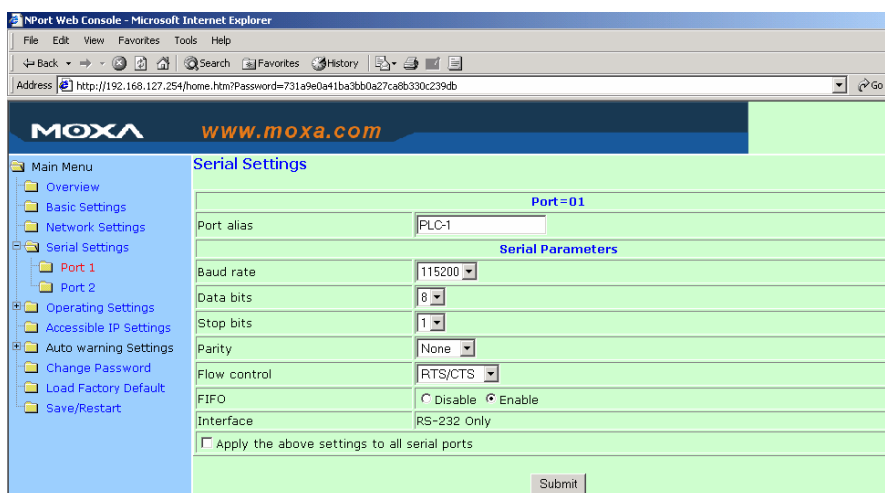 NPort Web Console - Microsoft Internet Explorer
File Edit View Favorites Tools Help
Back Search Favorites History
Address http://192.168.127.254/home.htm?Password=731a9e0a41ba3bb0a27ca8b330c239db Go
MOXA www.moxa.com
Main Menu
Overview
Basic Settings
Network Settings
Serial Settings
Port 1
Port 2
Operating Settings
Accessible IP Settings
Auto warning Settings
Change Password
Load Factory Default
Save/Restart
Serial Settings
Port=01
Port alias PLC-1
Serial Parameters
Baud rate 115200
Data bits 8
Stop bits 1
Parity None
Flow control RTS/CTS
FIFO Disable Enable
Interface RS-232 Only
Apply the above settings to all serial ports
Submit